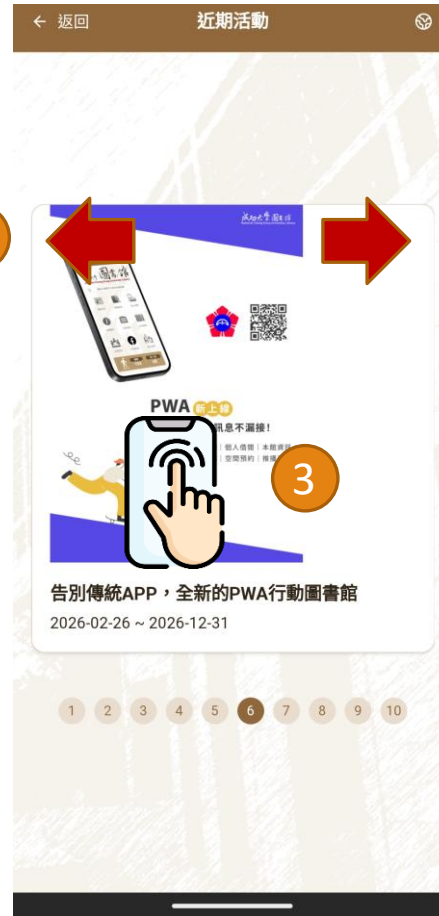 ← 返回
近期活動
成功大學圖書館
PWA 新上線
訊息不漏接！
個人借閱｜本館資訊
空間預約｜推播
3
告別傳統APP，全新的PWA行動圖書館
2026-02-26 ~ 2026-12-31
1 2 3 4 5 6 7 8 9 10